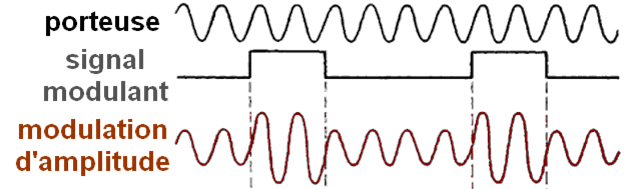 porteuse
signal
modulant
modulation
d'amplitude